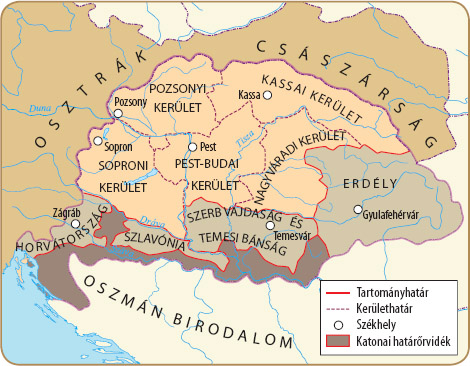 OSZTRÁK
CSÁSZÁRSÁG
POZSONYI
KERÜLET
KASSAI KERÜLET
Kassa
Duna
Pozsony
Tisza
Sopron
SOPRONI
KERÜLET
Pest
PEST-BUDAI
KERÜLET
NAGYVÁRADI KERÜLET
ERDÉLY
Gyulafehérvár
Zágráb
HORVÁTORSZÁG
Dráva
SZLAVÓNIA
SZERB VAJDASÁG ÉS
TEMESI BÁNSÁG
Temesvár
OSZMÁN BIRODALOM
Duna
Tartományhatár
Kerülethatár
Székhely
Katonai határőrvidék